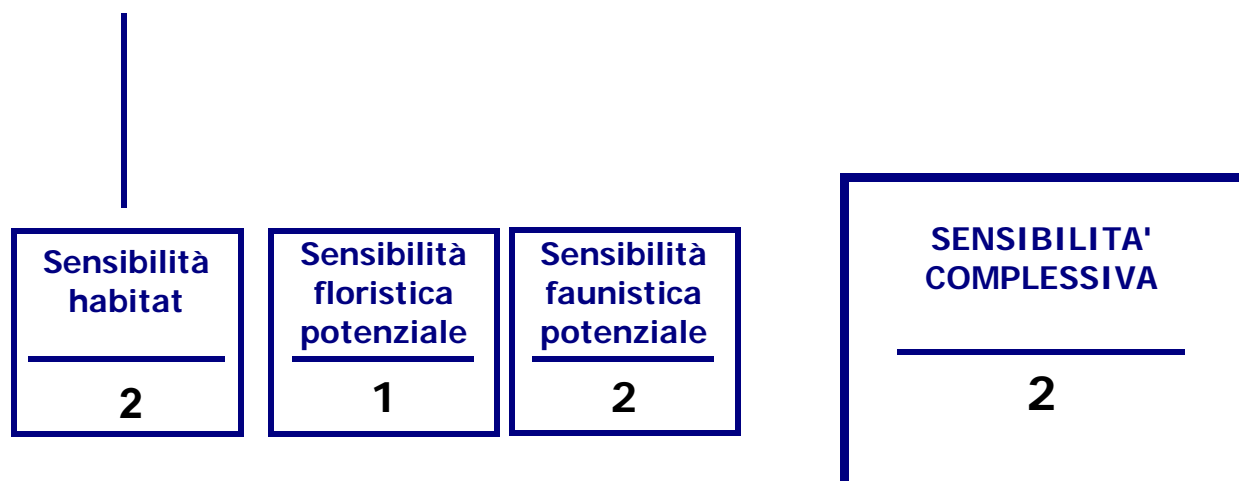 Sensibilità
habitat
2
Sensibilità
floristica
potenziale
1
Sensibilità
faunistica
potenziale
2
SENSIBILITA'
COMPLESSIVA
2